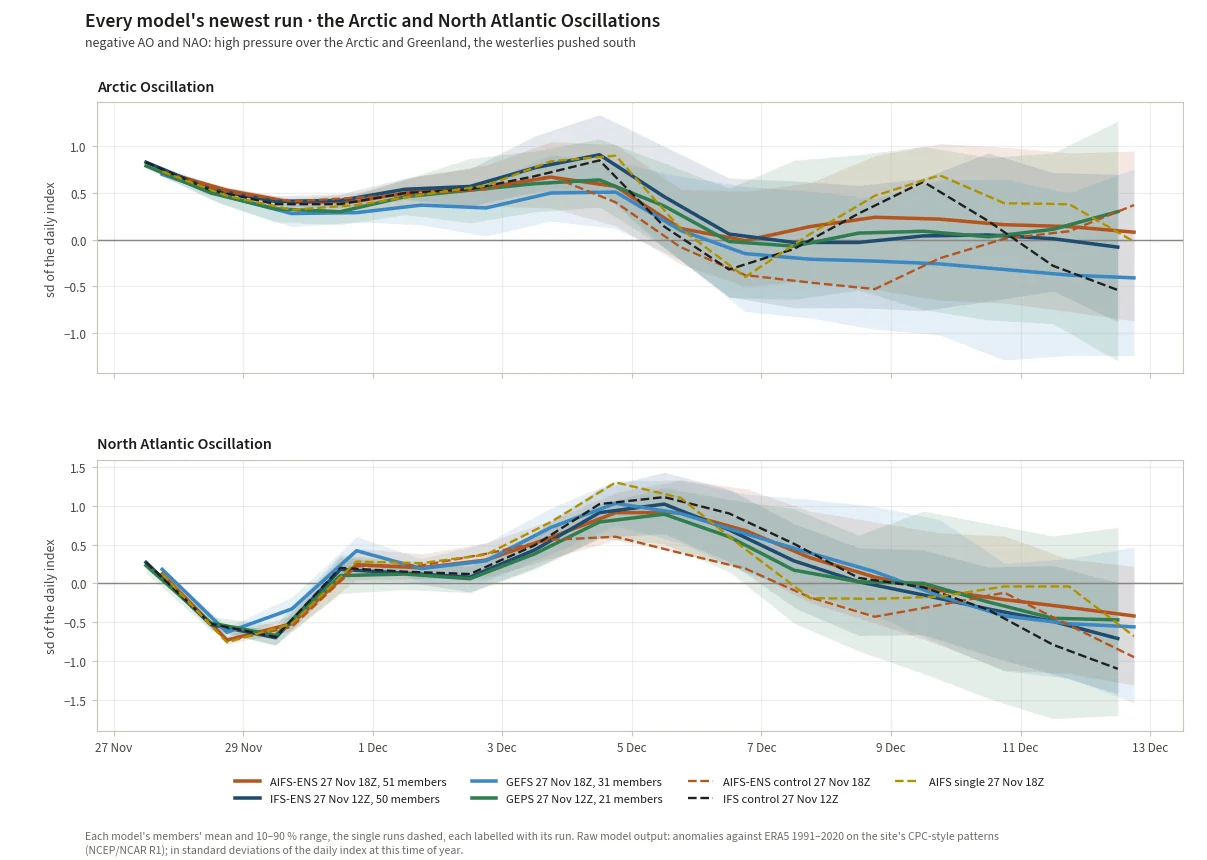 Every model's newest run · the Arctic and North Atlantic Oscillations
negative AO and NAO: high pressure over the Arctic and Greenland, the westerlies pushed south
Arctic Oscillation
sd of the daily index
1.0
0.5
0.0
−0.5
−1.0
North Atlantic Oscillation
sd of the daily index
1.5
1.0
0.5
0.0
−0.5
−1.0
−1.5
27 Nov 29 Nov 1 Dec 3 Dec 5 Dec 7 Dec 9 Dec 11 Dec 13 Dec
AIFS-ENS 27 Nov 18Z, 51 members GEFS 27 Nov 18Z, 31 members AIFS-ENS control 27 Nov 18Z AIFS single 27 Nov 18Z
IFS-ENS 27 Nov 12Z, 50 members GEPS 27 Nov 12Z, 21 members IFS control 27 Nov 12Z
Each model's members' mean and 10–90 % range, the single runs dashed, each labelled with its run. Raw model output: anomalies against ERA5 1991–2020 on the site's CPC-style patterns
(NCEP/NCAR R1); in standard deviations of the daily index at this time of year.